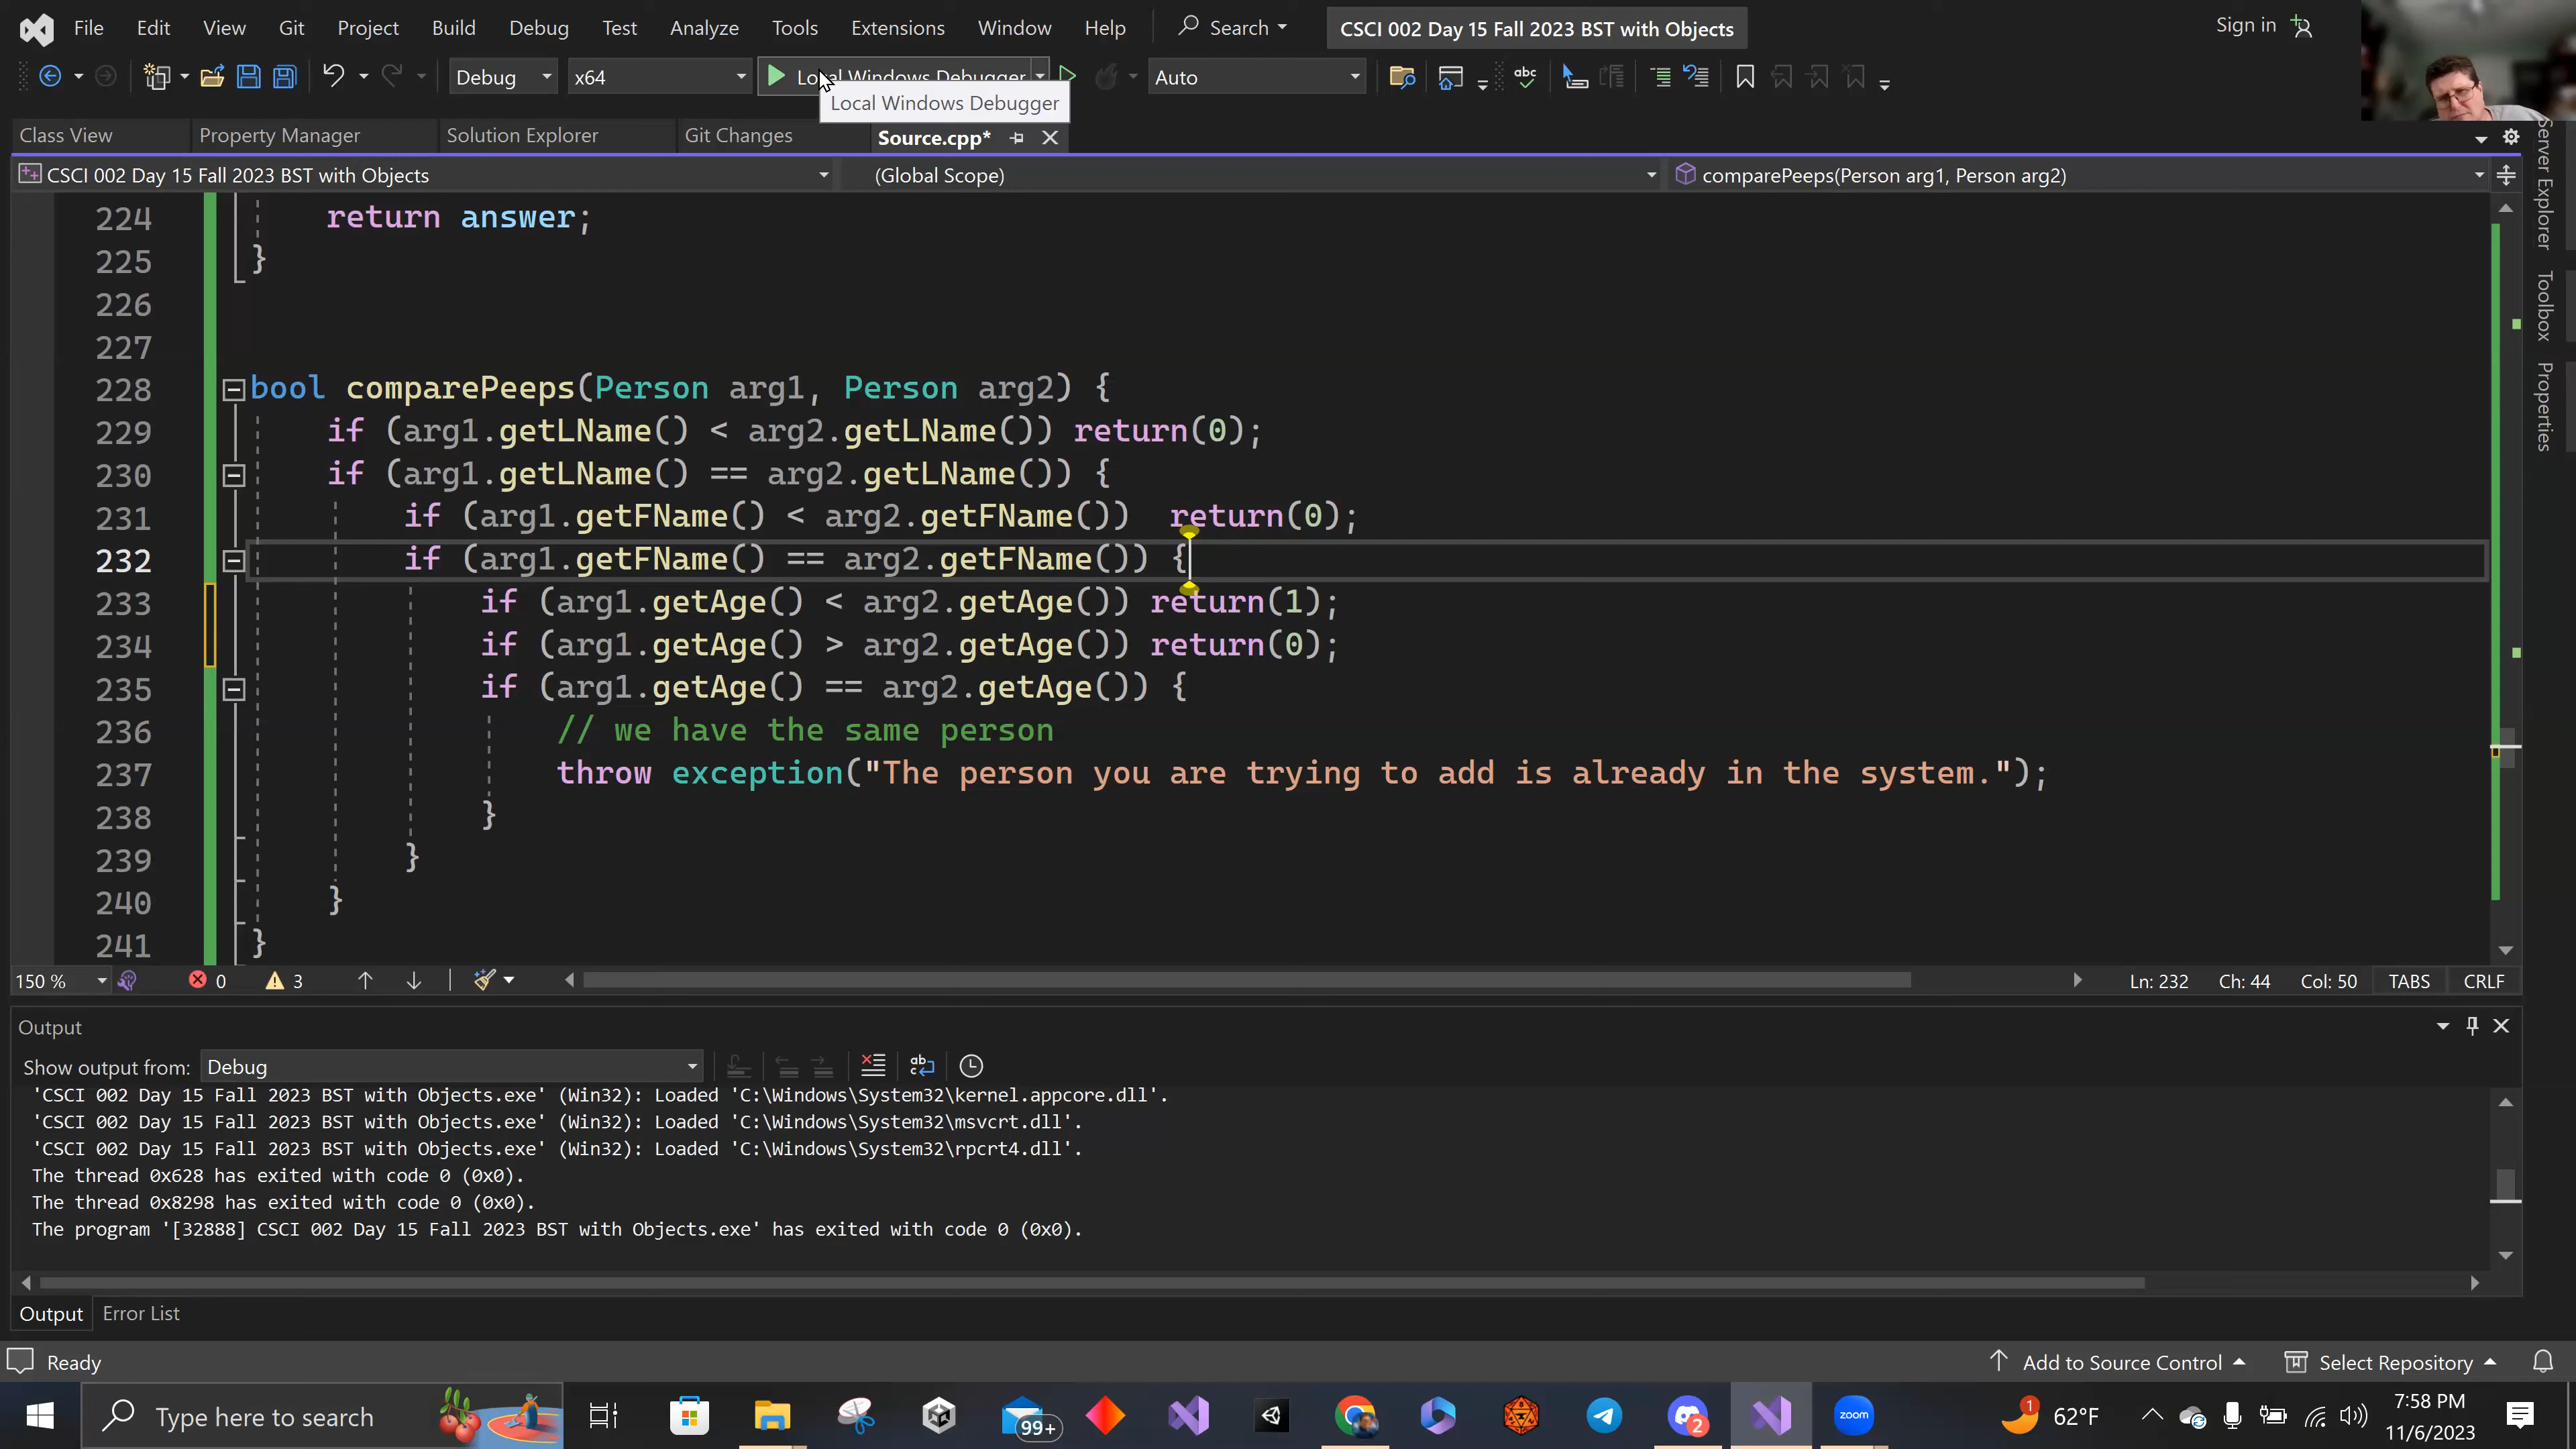 File Edit View Git Project Build Debug Test Analyze Tools Extensions Window Help Search CSCI 002 Day 15 Fall 2023 BST with Objects Sign in
Debug x64 Local Windows Debugger Auto
Local Windows Debugger
Class View Property Manager Solution Explorer Git Changes Source.cpp*
CSCI 002 Day 15 Fall 2023 BST with Objects (Global Scope) comparePeeps(Person arg1, Person arg2)
Server Explorer
Toolbox
Properties
224 return answer;
225 }
226
227
228 bool comparePeeps(Person arg1, Person arg2) {
229 if (arg1.getLName() < arg2.getLName()) return(0);
230 if (arg1.getLName() == arg2.getLName()) {
231 if (arg1.getFName() < arg2.getFName())  return(0);
232 if (arg1.getFName() == arg2.getFName()) {
233 if (arg1.getAge() < arg2.getAge()) return(1);
234 if (arg1.getAge() > arg2.getAge()) return(0);
235 if (arg1.getAge() == arg2.getAge()) {
236 // we have the same person
237 throw exception("The person you are trying to add is already in the system.");
238 }
239 }
240 }
241 }
150 % 0 3 Ln: 232 Ch: 44 Col: 50 TABS CRLF
Output
Show output from: Debug
'CSCI 002 Day 15 Fall 2023 BST with Objects.exe' (Win32): Loaded 'C:\Windows\System32\kernel.appcore.dll'.
'CSCI 002 Day 15 Fall 2023 BST with Objects.exe' (Win32): Loaded 'C:\Windows\System32\msvcrt.dll'.
'CSCI 002 Day 15 Fall 2023 BST with Objects.exe' (Win32): Loaded 'C:\Windows\System32\rpcrt4.dll'.
The thread 0x628 has exited with code 0 (0x0).
The thread 0x8298 has exited with code 0 (0x0).
The program '[32888] CSCI 002 Day 15 Fall 2023 BST with Objects.exe' has exited with code 0 (0x0).
Output Error List
Ready Add to Source Control Select Repository
Type here to search 99+ 2 zoom 1 62°F 7:58 PM
11/6/2023